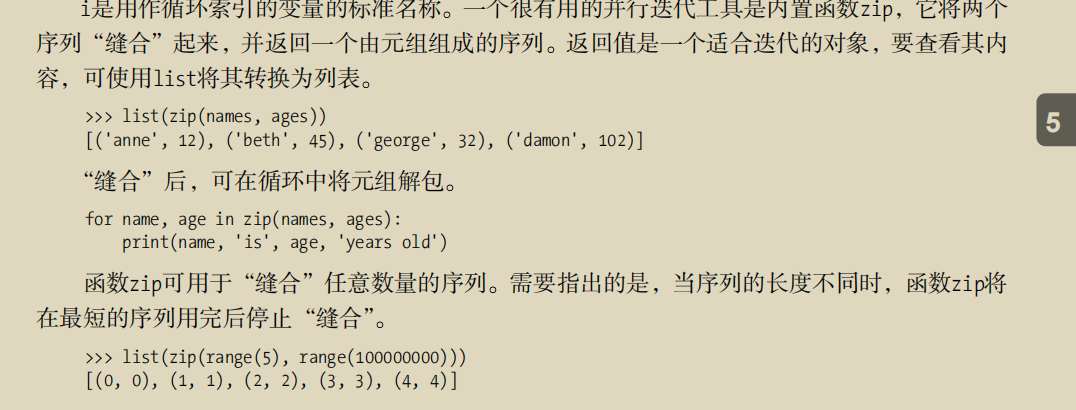 i是用作循环索引的变量的标准名称。一个很有用的并行迭代工具是内置函数zip，它将两个
序列“缝合”起来，并返回一个由元组组成的序列。返回值是一个适合迭代的对象，要查看其内
容，可使用list将其转换为列表。
>>> list(zip(names, ages))
[('anne', 12), ('beth', 45), ('george', 32), ('damon', 102)]
“缝合”后，可在循环中将元组解包。
for name, age in zip(names, ages):
    print(name, 'is', age, 'years old')
函数zip可用于“缝合”任意数量的序列。需要指出的是，当序列的长度不同时，函数zip将
在最短的序列用完后停止“缝合”。
>>> list(zip(range(5), range(100000000)))
[(0, 0), (1, 1), (2, 2), (3, 3), (4, 4)]
5